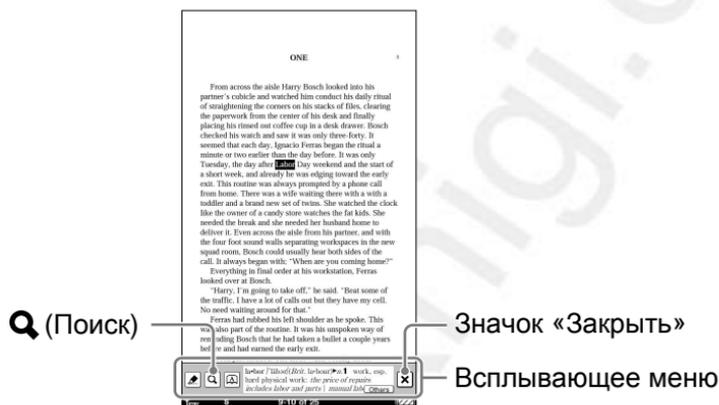 ONE
From across the aisle Harry Bosch looked into his
partner's cubicle and watched him conduct his daily ritual
of straightening the corners on his stacks of files, clearing
the paperwork from the center of his desk and finally
placing his rinsed out coffee cup in a desk drawer. Bosch
checked his watch and saw it was only three-forty. It
seemed that each day, Ignacio Ferras began the ritual a
minute or two earlier than the day before. It was only
Tuesday, the day after Labor Day weekend and the start of
a short week, and already he was edging toward the early
exit. This routine was always prompted by a phone call
from home. There was a wife waiting there with a with a
toddler and a brand new set of twins. She watched the clock
like the owner of a candy store watches the fat kids. She
needed the break and she needed her husband home to
deliver it. Even across the aisle from his partner, and with
the four foot sound walls separating workspaces in the new
squad room, Bosch could usually hear both sides of the
call. It always began with; "When are you coming home?"
Everything in final order at his workstation, Ferras
looked over at Bosch.
"Harry, I'm going to take off," he said. "Beat some of
the traffic. I have a lot of calls out but they have my cell.
No need waiting around for that."
Ferras had rubbed his left shoulder as he spoke. This
was also part of the routine. It was his unspoken way of
reminding Bosch that he had taken a bullet a couple years
before and had earned the early exit.
(Поиск)
Значок «Закрыть»
Всплывающее меню
work, esp.
hard physical work: the price of repairs
includes labor and parts | manual
Others
9-10 of 25